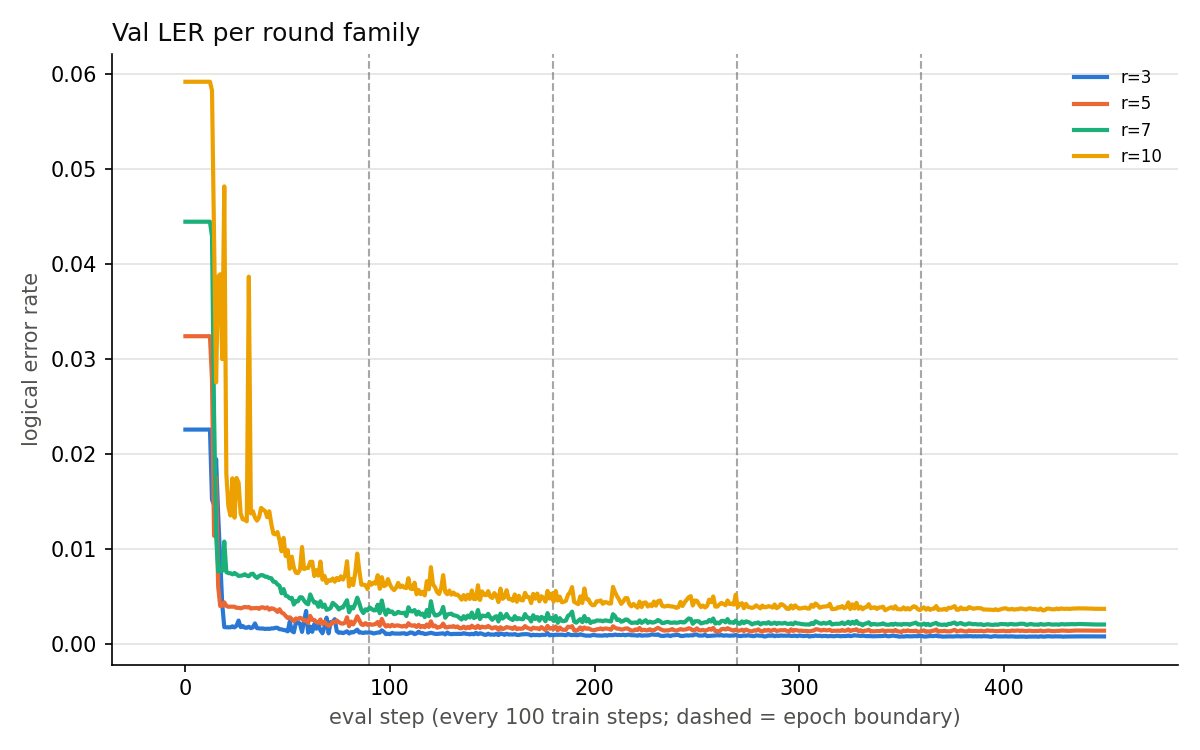 Val LER per round family
0.06
0.05
0.04
0.03
0.02
0.01
0.00
logical error rate
r=3
r=5
r=7
r=10
0 100 200 300 400
eval step (every 100 train steps; dashed = epoch boundary)